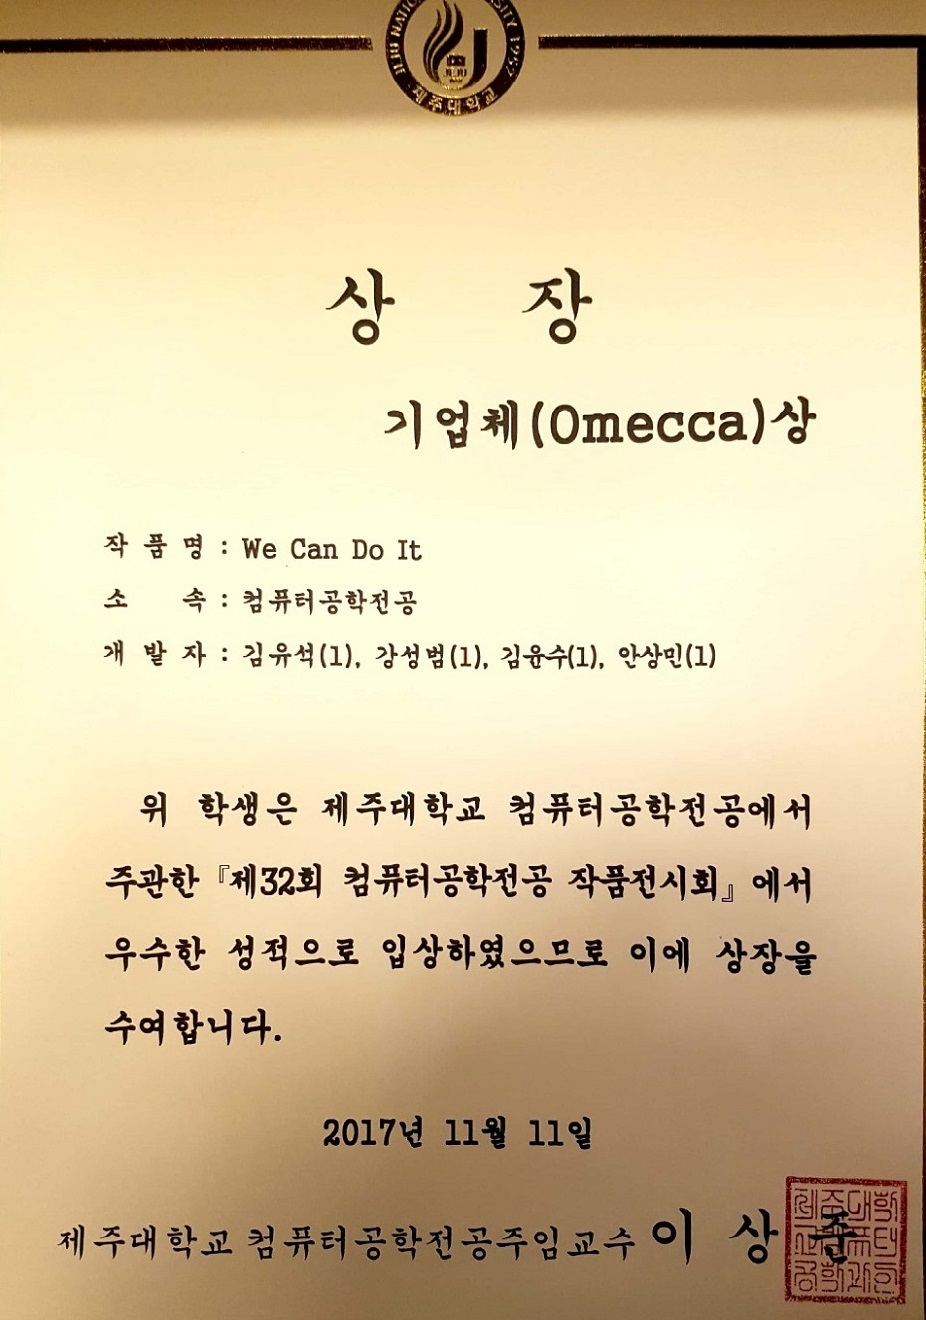 JEJU NATIONAL UNIVERSITY 1952
JEJU
제주대학교
상 장
기업체(Omecca)상
작 품 명 : We Can Do It
소 속 : 컴퓨터공학전공
개 발 자 : 김유석(1), 강성범(1), 김윤수(1), 안상민(1)
위 학생은 제주대학교 컴퓨터공학전공에서
주관한 『제32회 컴퓨터공학전공 작품전시회』에서
우수한 성적으로 입상하였으므로 이에 상장을
수여합니다.
2017년 11월 11일
제주대학교 컴퓨터공학전공주임교수 이 상 준